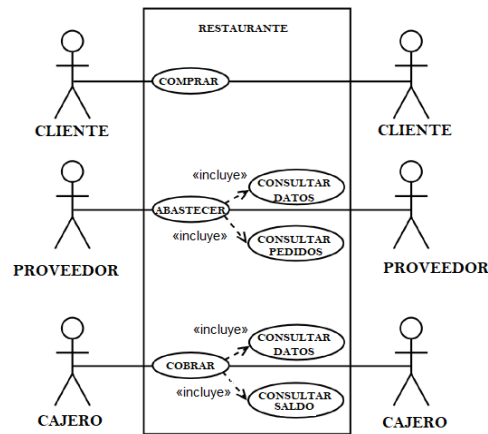 RESTAURANTE
COMPRAR
CLIENTE
CLIENTE
«incluye»
CONSULTAR
DATOS
ABASTECER
«incluye»
CONSULTAR
PEDIDOS
PROVEEDOR
PROVEEDOR
«incluye»
CONSULTAR
DATOS
COBRAR
«incluye»
CONSULTAR
SALDO
CAJERO
CAJERO